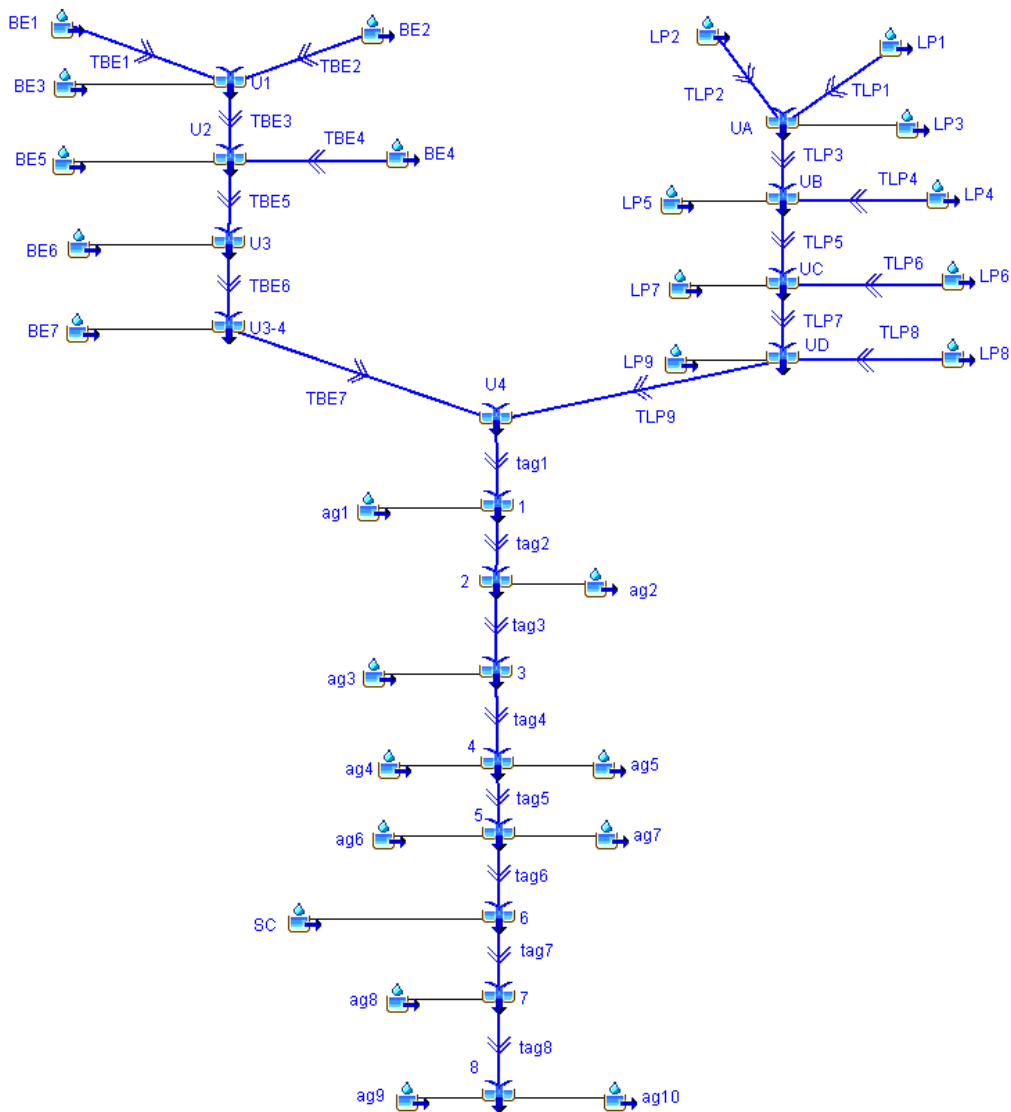 BE1
BE2
LP2
LP1
TBE1
TBE2
BE3
U1
TLP2
TLP1
U2
TBE3
UA
LP3
TBE4
BE5
BE4
TLP3
UB
TLP4
LP5
LP4
TBE5
BE6
U3
TLP5
UC
TLP6
LP7
LP6
TBE6
BE7
U3-4
TLP7
UD
TLP8
LP9
LP8
TBE7
U4
TLP9
tag1
ag1
1
tag2
2
ag2
tag3
ag3
3
tag4
4
ag4
ag5
tag5
5
ag6
ag7
tag6
SC
6
tag7
ag8
7
tag8
8
ag9
ag10